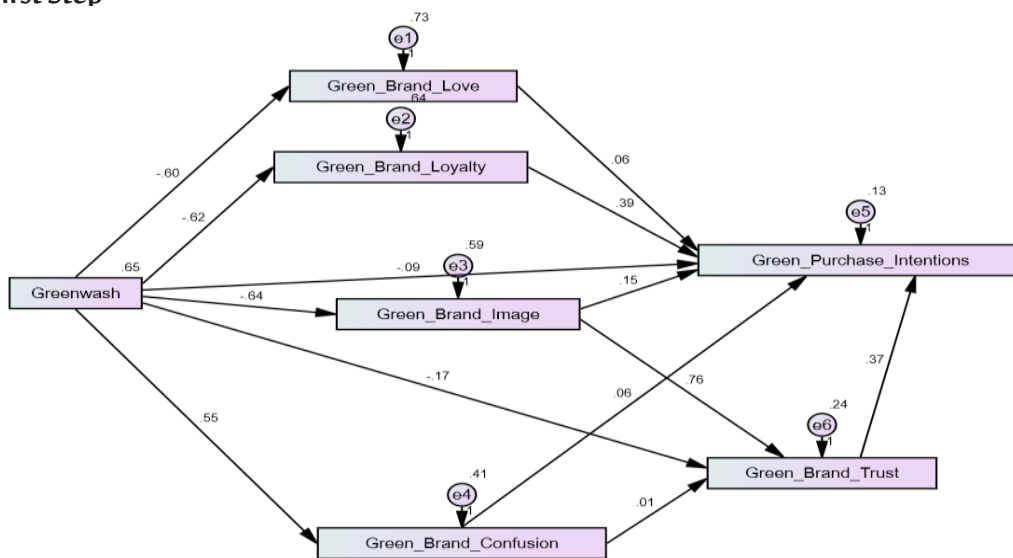 First Step
.73
e1
1
Green_Brand_Love
.64
e2
1
Green_Brand_Loyalty
-.60
.06
-.62
.39
.13
e5
1
.65
.59
e3
1
Green_Purchase_Intentions
Greenwash
-.09
-.64
.15
Green_Brand_Image
-.17
.06
.76
.37
.55
.24
e6
1
Green_Brand_Trust
.41
e4
1
.01
Green_Brand_Confusion